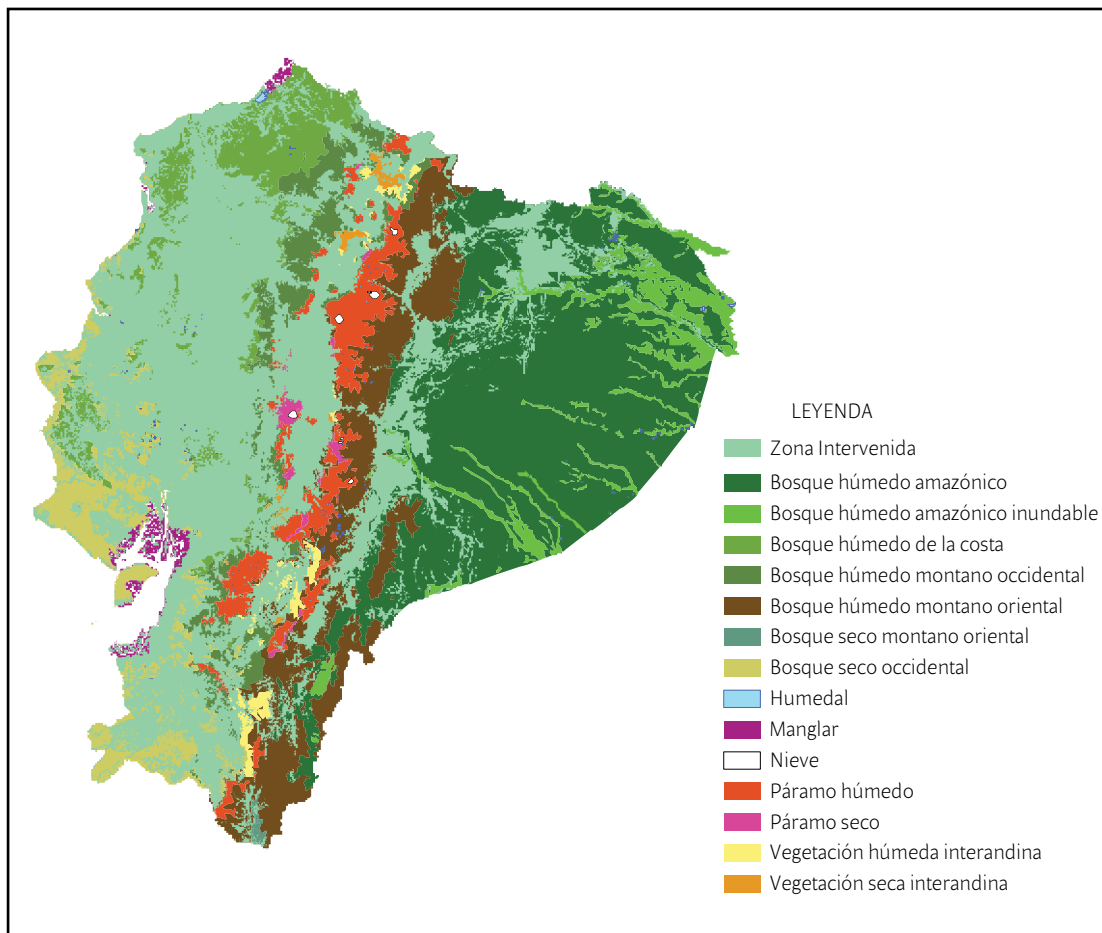 LEYENDA
Zona Intervenida
Bosque húmedo amazónico
Bosque húmedo amazónico inundable
Bosque húmedo de la costa
Bosque húmedo montano occidental
Bosque húmedo montano oriental
Bosque seco montano oriental
Bosque seco occidental
Humedal
Manglar
Nieve
Páramo húmedo
Páramo seco
Vegetación húmeda interandina
Vegetación seca interandina